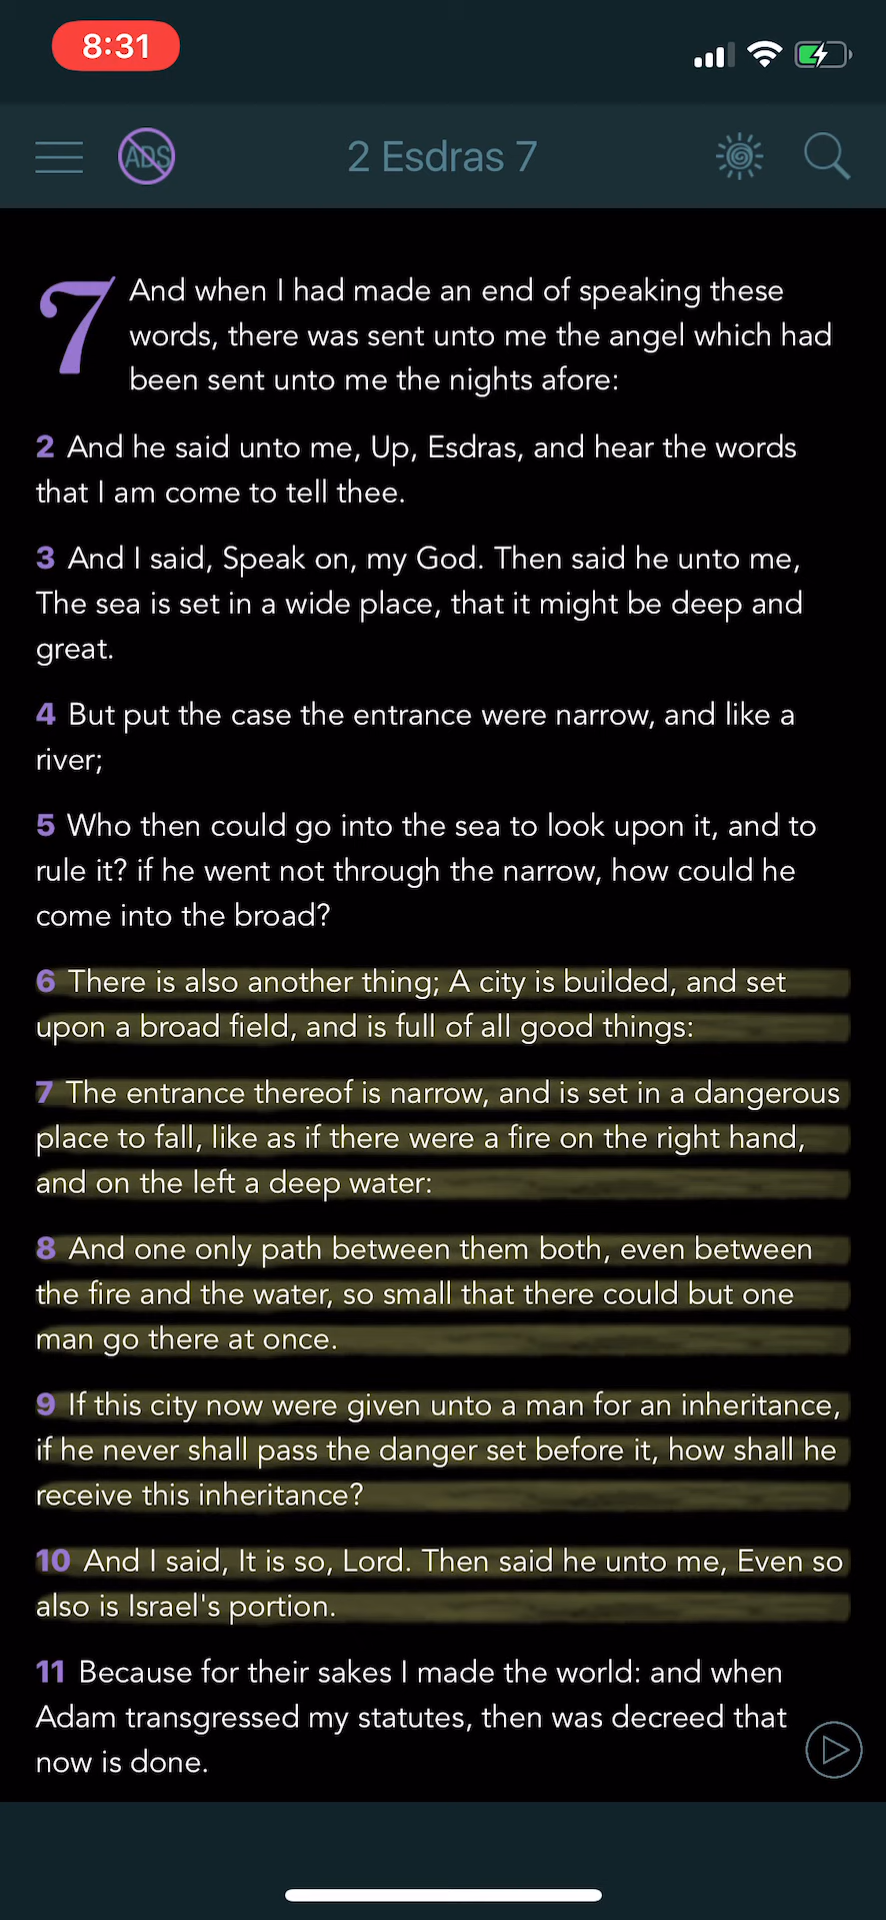 8:31
ADS
2 Esdras 7
7 And when I had made an end of speaking these
words, there was sent unto me the angel which had
been sent unto me the nights afore:
2 And he said unto me, Up, Esdras, and hear the words
that I am come to tell thee.
3 And I said, Speak on, my God. Then said he unto me,
The sea is set in a wide place, that it might be deep and
great.
4 But put the case the entrance were narrow, and like a
river;
5 Who then could go into the sea to look upon it, and to
rule it? if he went not through the narrow, how could he
come into the broad?
6 There is also another thing; A city is builded, and set
upon a broad field, and is full of all good things:
7 The entrance thereof is narrow, and is set in a dangerous
place to fall, like as if there were a fire on the right hand,
and on the left a deep water:
8 And one only path between them both, even between
the fire and the water, so small that there could but one
man go there at once.
9 If this city now were given unto a man for an inheritance,
if he never shall pass the danger set before it, how shall he
receive this inheritance?
10 And I said, It is so, Lord. Then said he unto me, Even so
also is Israel's portion.
11 Because for their sakes I made the world: and when
Adam transgressed my statutes, then was decreed that
now is done.